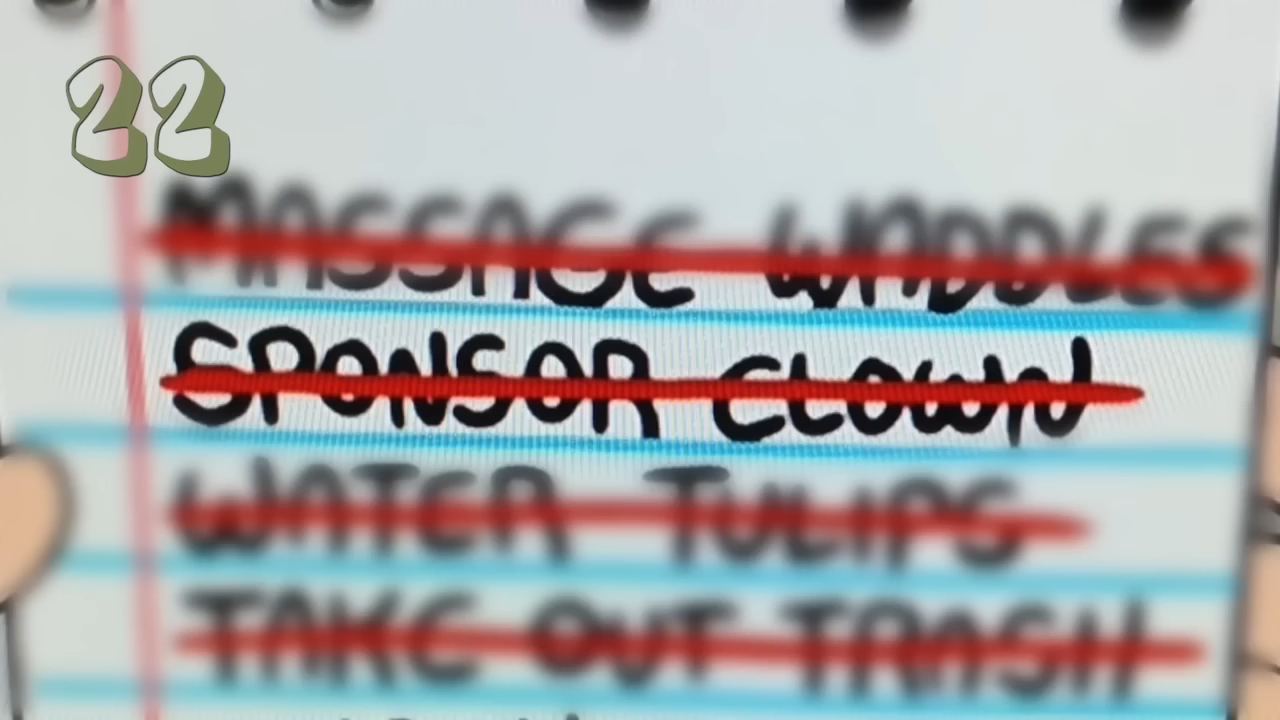 22
MASSAGE WADDLES
SPONSOR CLOWN
WATER TULIPS
TAKE OUT TRASH